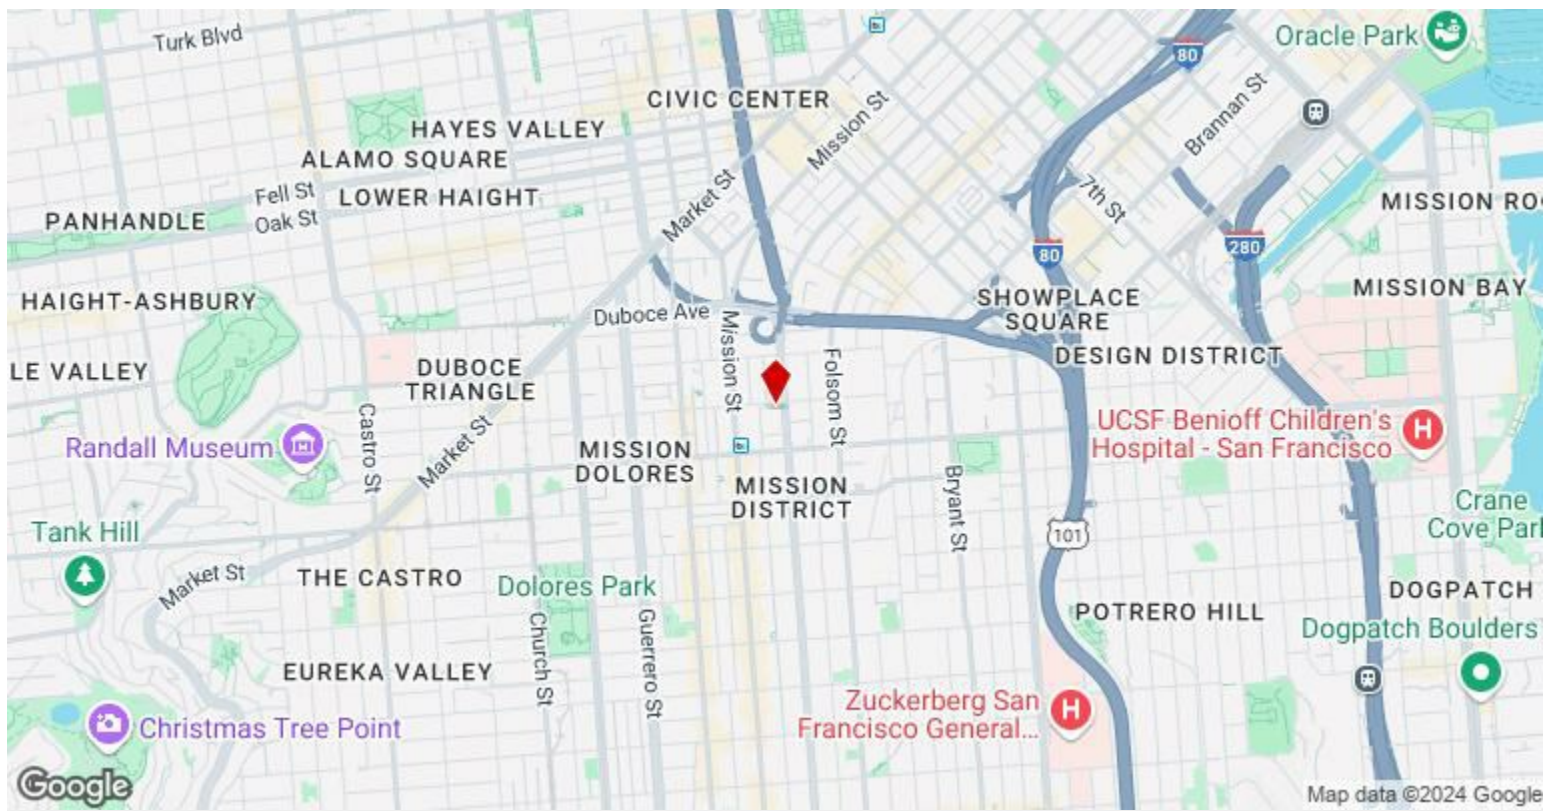 Turk Blvd
Oracle Park
80
CIVIC CENTER
Mission St
Brannan St
HAYES VALLEY
ALAMO SQUARE
Fell St
LOWER HAIGHT
Market St
7th St
PANHANDLE
Oak St
MISSION RO
80
280
HAIGHT-ASHBURY
Duboce Ave
SHOWPLACE
SQUARE
MISSION BAY
Mission St
Folsom St
DESIGN DISTRICT
LE VALLEY
DUBOCE
TRIANGLE
Castro St
Market St
UCSF Benioff Children's
Hospital - San Francisco
H
Randall Museum
MISSION
DOLORES
MISSION
DISTRICT
Bryant St
Crane
Cove Park
101
Tank Hill
Market St
THE CASTRO
Dolores Park
DOGPATCH
POTRERO HILL
Dogpatch Boulders
Church St
Guerrero St
EUREKA VALLEY
Zuckerberg San
Francisco General...
H
Christmas Tree Point
Google
Map data ©2024 Google